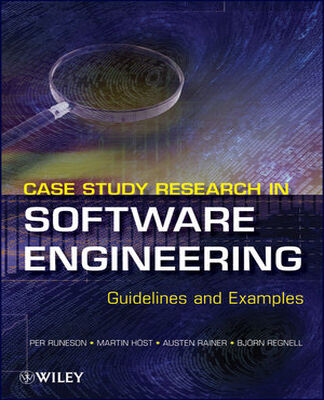 CASE STUDY RESEARCH IN
SOFTWARE
ENGINEERING
Guidelines and Examples
PER RUNESON • MARTIN HÖST • AUSTEN RAINER • BJÖRN REGNELL
WILEY